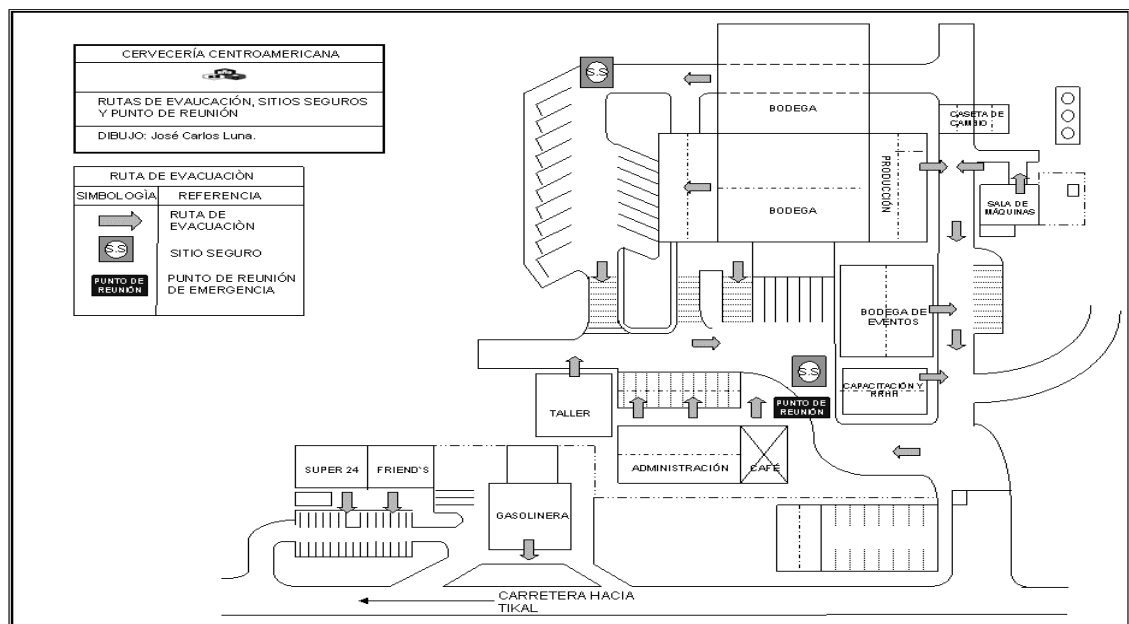 CERVECERÍA CENTROAMERICANA
RUTAS DE EVAUCACIÓN, SITIOS SEGUROS
Y PUNTO DE REUNIÓN
DIBUJO: José Carlos Luna.
RUTA DE EVACUACIÒN
SIMBOLOGÌA
REFERENCIA
RUTA DE
EVACUACIÒN
S.S
SITIO SEGURO
PUNTO DE
REUNIÓN
PUNTO DE REUNIÓN
DE EMERGENCIA
S.S
BODEGA
CASETA DE
CAMBIO
PRODUCCIÓN
BODEGA
SALA DE
MÁQUINAS
BODEGA DE
EVENTOS
S.S
CAPACITACIÓN Y
RRHH
PUNTO DE
REUNIÓN
TALLER
ADMINISTRACIÓN
CAFÉ
SUPER 24
FRIEND`S
GASOLINERA
CARRETERA HACIA
TIKAL